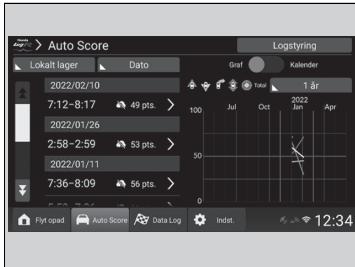 Honda
LogR
Auto Score
Logstyring
Lokalt lager
Dato
Graf
Kalender
Total
1 år
2022/02/10
7:12–8:17 49 pts.
2022/01/26
2:58–2:59 53 pts.
2022/01/11
7:36–8:09 56 pts.
100
50
0
Jul
Oct
2022
Jan
Apr
Flyt opad
Auto Score
Data Log
Indst.
12:34